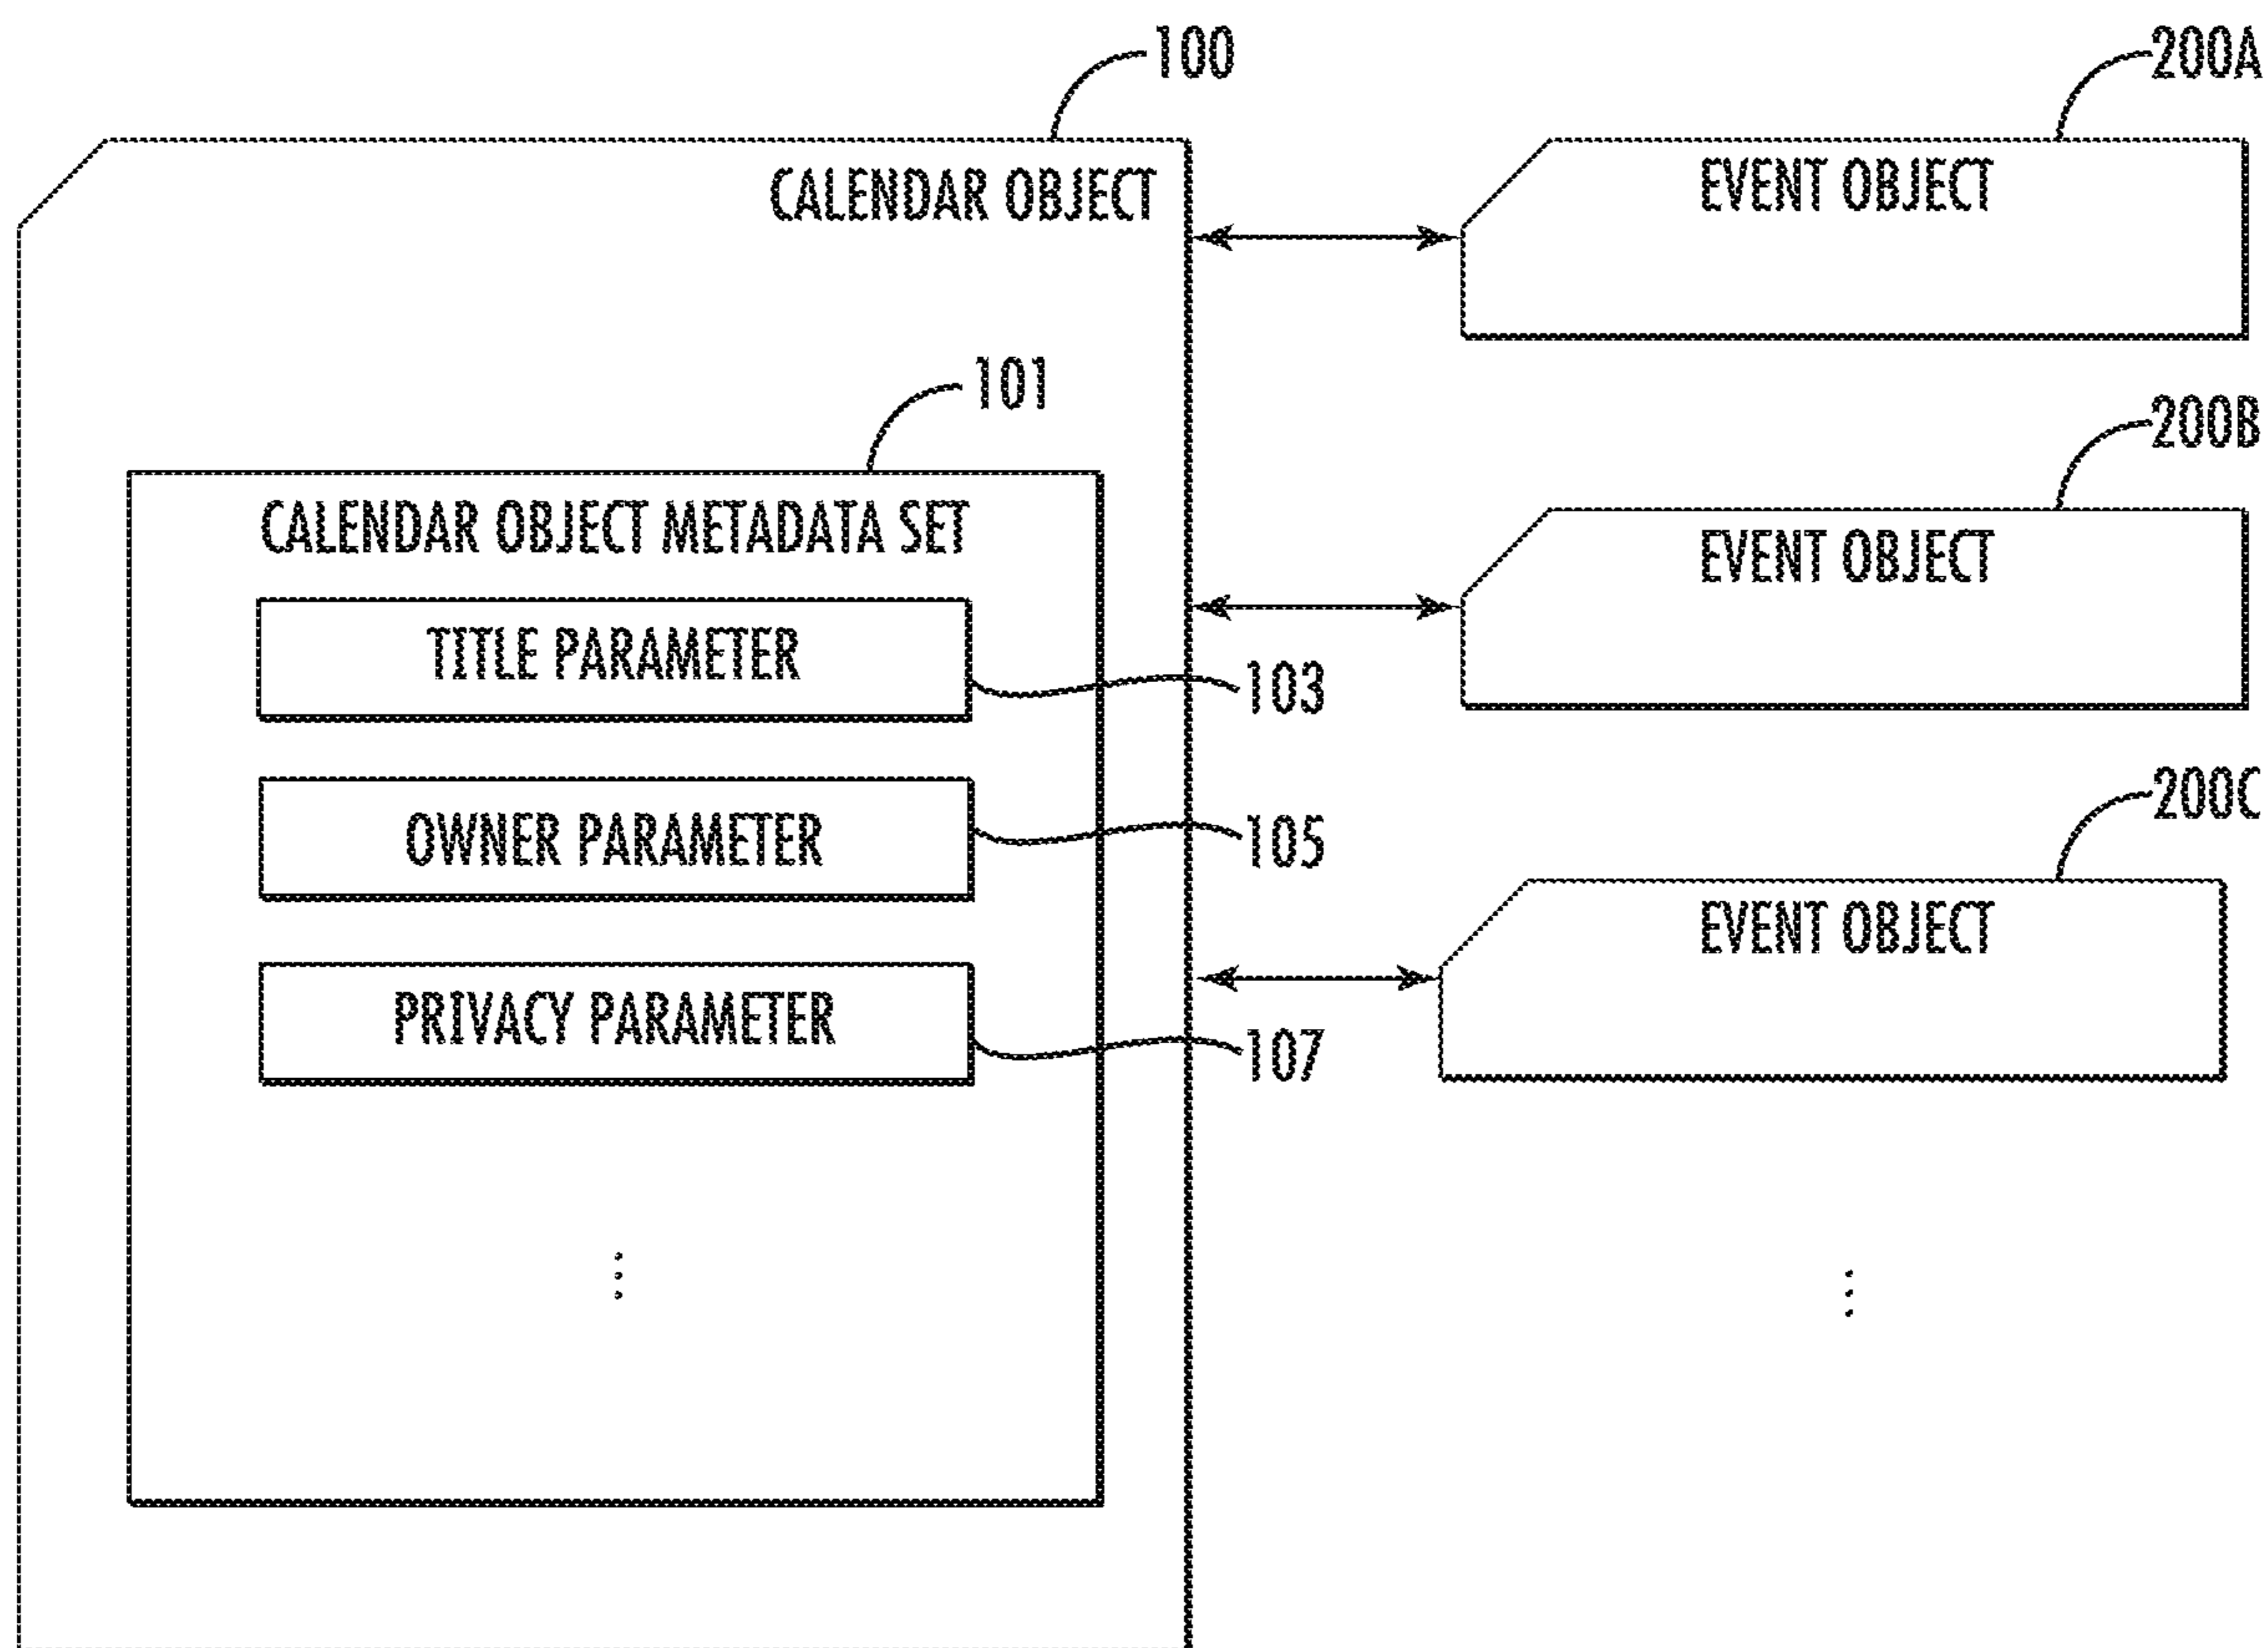 100
200A
CALENDAR OBJECT
EVENT OBJECT
101
200B
CALENDAR OBJECT METADATA SET
EVENT OBJECT
TITLE PARAMETER
103
200C
OWNER PARAMETER
105
EVENT OBJECT
PRIVACY PARAMETER
107